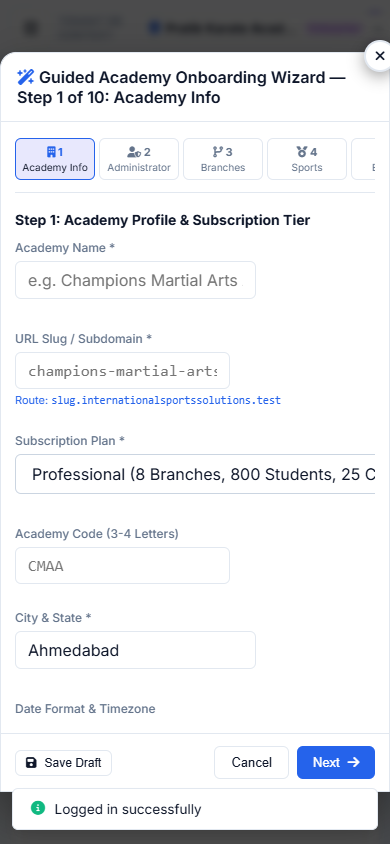 Guided Academy Onboarding Wizard —
Step 1 of 10: Academy Info
1
Academy Info
2
Administrator
3
Branches
4
Sports
Step 1: Academy Profile & Subscription Tier
Academy Name *
e.g. Champions Martial Arts
URL Slug / Subdomain *
champions-martial-arts
Route: slug.internationalsportssolutions.test
Subscription Plan *
Professional (8 Branches, 800 Students, 25 C
Academy Code (3-4 Letters)
CMAA
City & State *
Ahmedabad
Date Format & Timezone
Save Draft
Cancel
Next
Logged in successfully